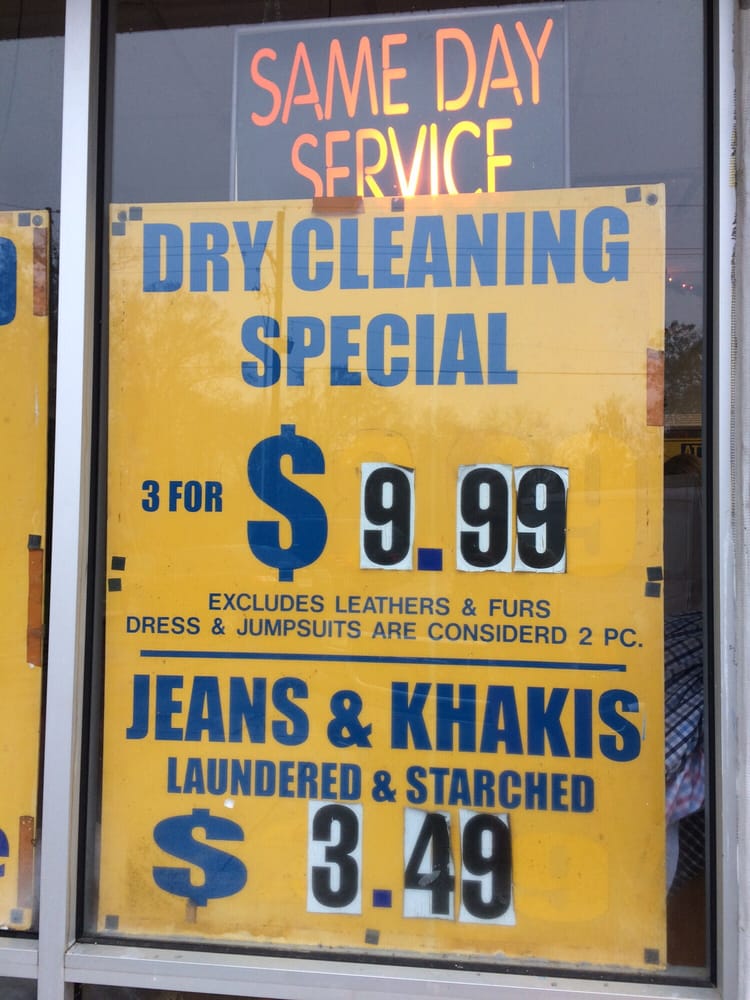 SAME DAY
SERVICE
DRY CLEANING
SPECIAL
3 FOR $9.99
EXCLUDES LEATHERS & FURS
DRESS & JUMPSUITS ARE CONSIDERD 2 PC.
JEANS & KHAKIS
LAUNDERED & STARCHED
$3.49